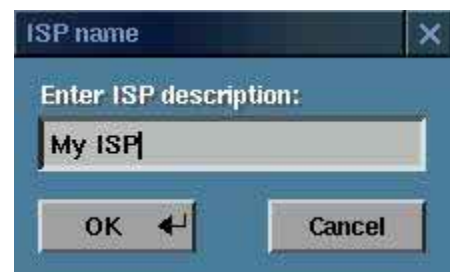 ISP name
Enter ISP description:
My ISP
OK
Cancel